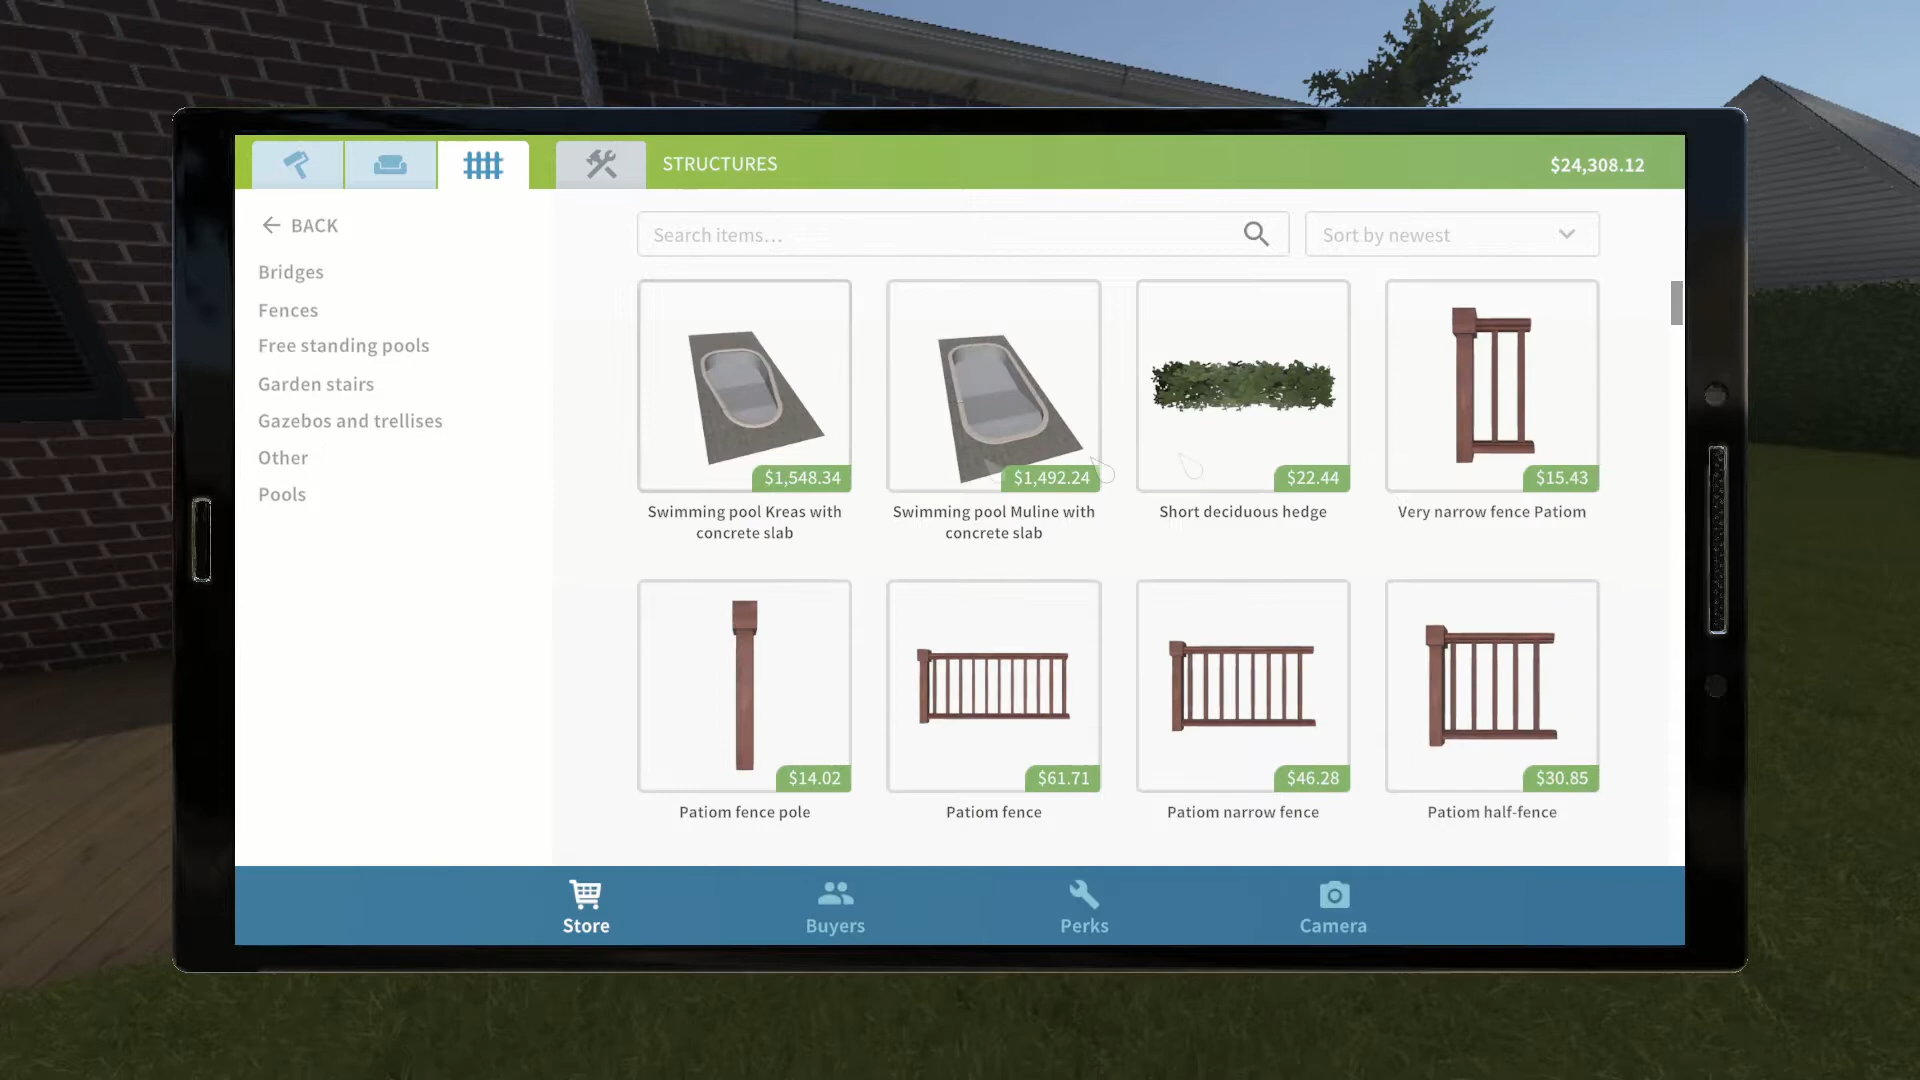 STRUCTURES
$24,308.12
BACK
Search items...
Sort by newest
Bridges
Fences
Free standing pools
Garden stairs
Gazebos and trellises
Other
Pools
$1,548.34
$1,492.24
$22.44
$15.43
Swimming pool Kreas with
concrete slab
Swimming pool Muline with
concrete slab
Short deciduous hedge
Very narrow fence Patiom
$14.02
$61.71
$46.28
$30.85
Patiom fence pole
Patiom fence
Patiom narrow fence
Patiom half-fence
Store
Buyers
Perks
Camera